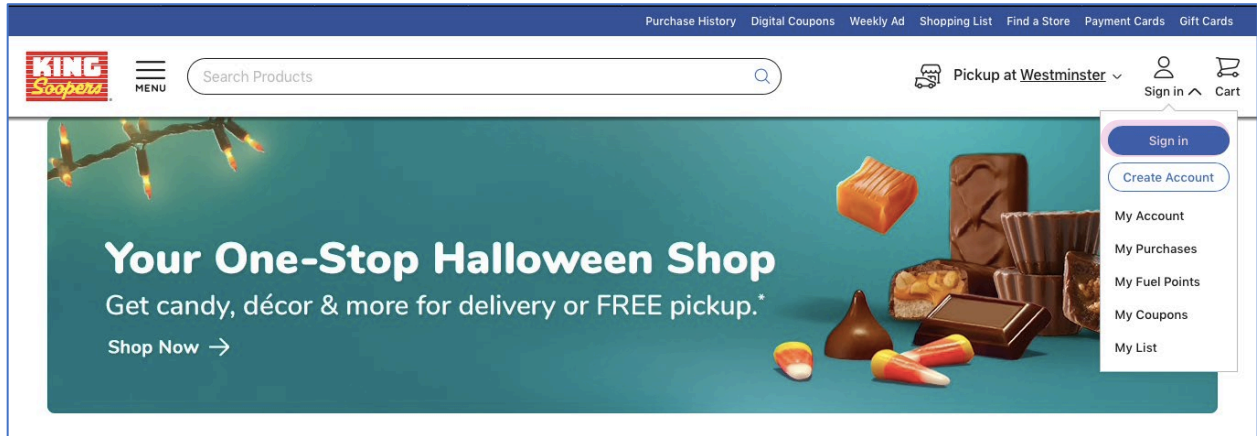 Purchase History Digital Coupons Weekly Ad Shopping List Find a Store Payment Cards Gift Cards
KING
Soopers
MENU
Search Products
Pickup at Westminster
Sign in
Cart
Sign in
Create Account
My Account
My Purchases
My Fuel Points
My Coupons
My List
Your One-Stop Halloween Shop
Get candy, décor & more for delivery or FREE pickup.*
Shop Now →